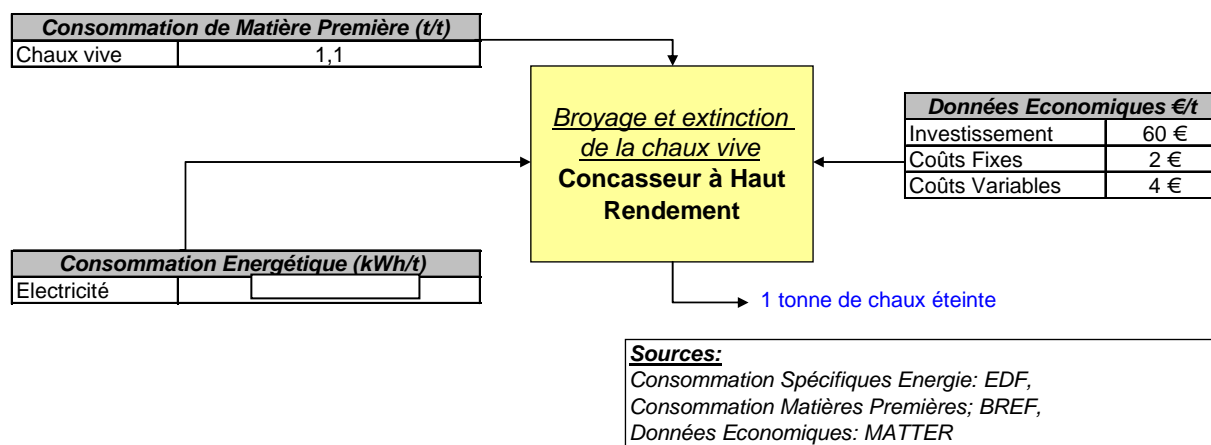 Consommation de Matière Première (t/t)
Chaux vive 1,1
Broyage et extinction
de la chaux vive
Concasseur à Haut
Rendement
Données Economiques €/t
Investissement 60 €
Coûts Fixes 2 €
Coûts Variables 4 €
Consommation Energétique (kWh/t)
Electricité
1 tonne de chaux éteinte
Sources:
Consommation Spécifiques Energie: EDF,
Consommation Matières Premières; BREF,
Données Economiques: MATTER